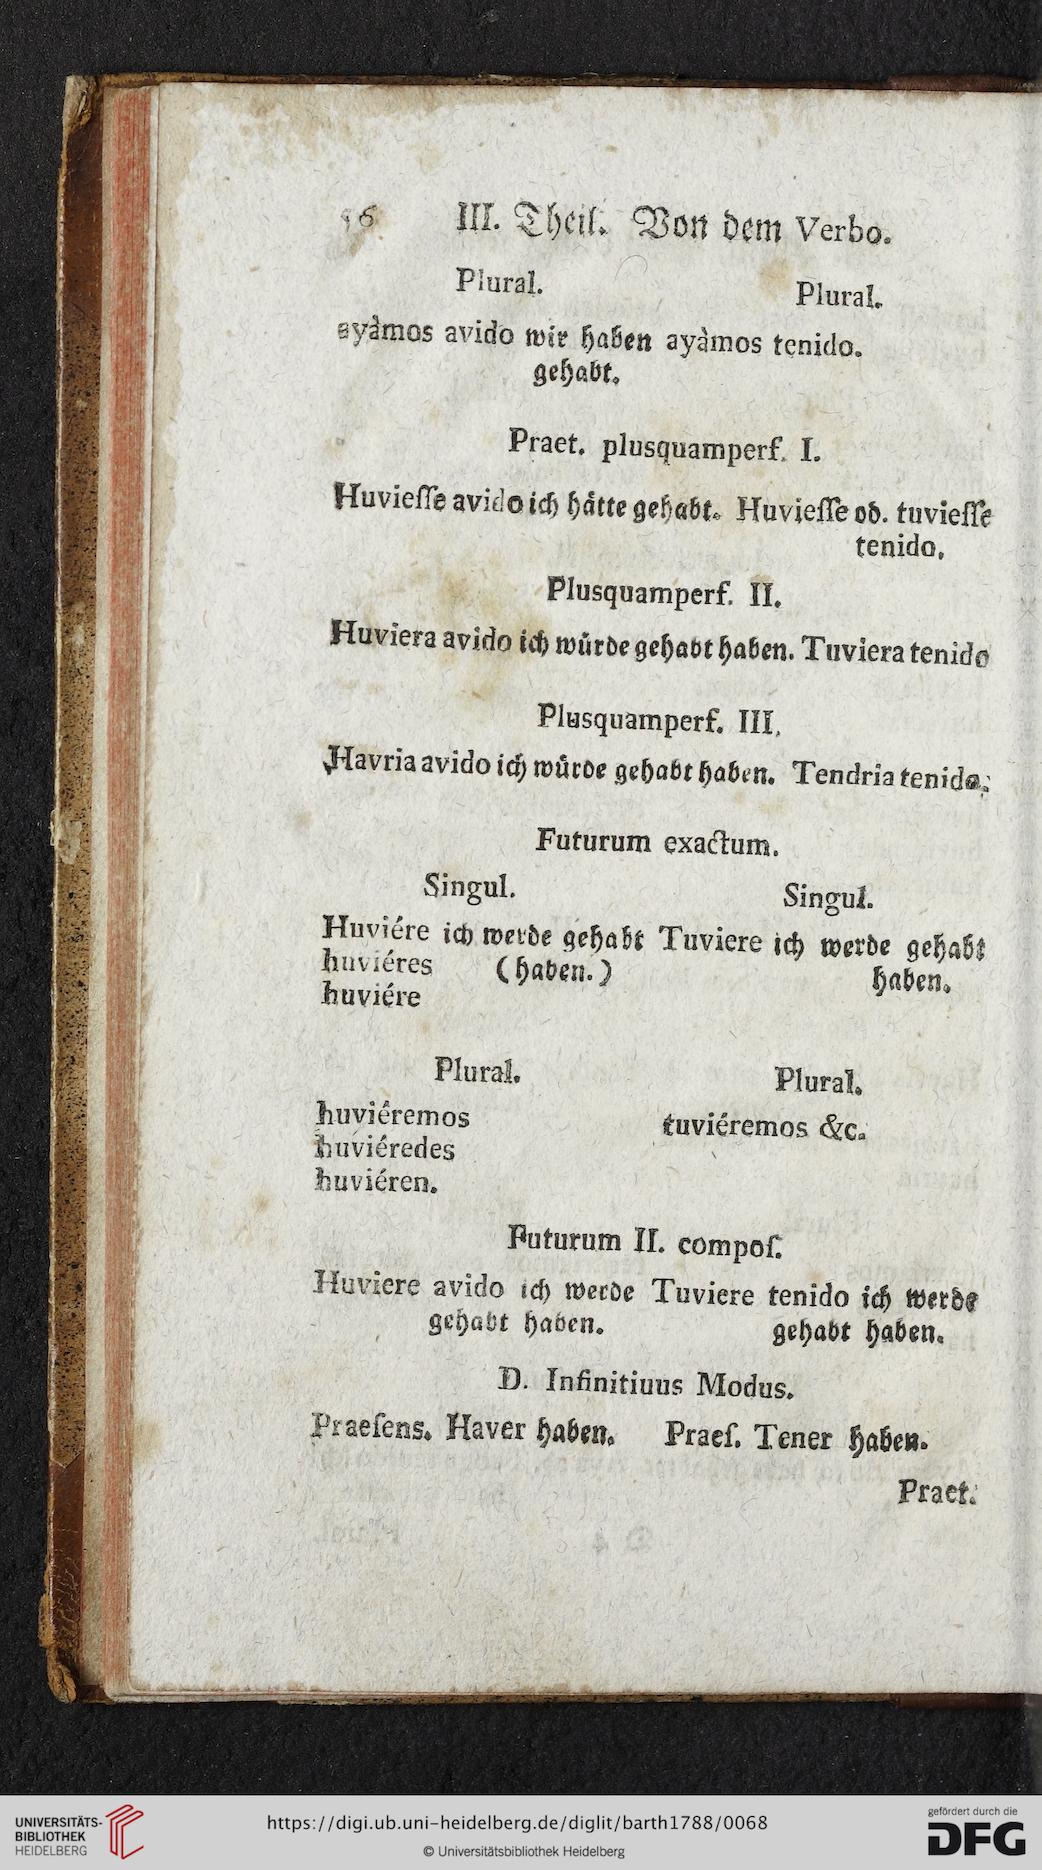 56 III. Theil. Von dem Verbo.
Plural. Plural.
ayàmos avido wir haben ayàmos tenido.
gehabt.
Praet. plusquamperf. I.
Huvieſſe avido ich håtte gehabt. Huvieſſe od. tuvieſſe
tenido.
Plusquamperf. II.
Huviera avido ich wůrde gehabt haben. Tuviera tenido
Plusquamperf. III.
Havria avido ich wůrde gehabt haben. Tendria tenido.
Futurum exactum.
Singul. Singul.
Huviére ich werde gehabt Tuviere ich werde gehabt
huviéres (haben.) haben.
huviére
Plural. Plural.
huviéremos tuviéremos &c.
huviéredes
huviéren.
Futurum II. compoſ.
Huviere avido ich werde Tuviere tenido ich werde
gehabt haben. gehabt haben.
D. Infinitiuus Modus.
Praeſens. Haver haben. Praeſ. Tener haben.
Praet.
UNIVERSITÄTS-
BIBLIOTHEK
HEIDELBERG
https://digi.ub.uni-heidelberg.de/diglit/barth1788/0068
© Universitätsbibliothek Heidelberg
gefördert durch die
DFG